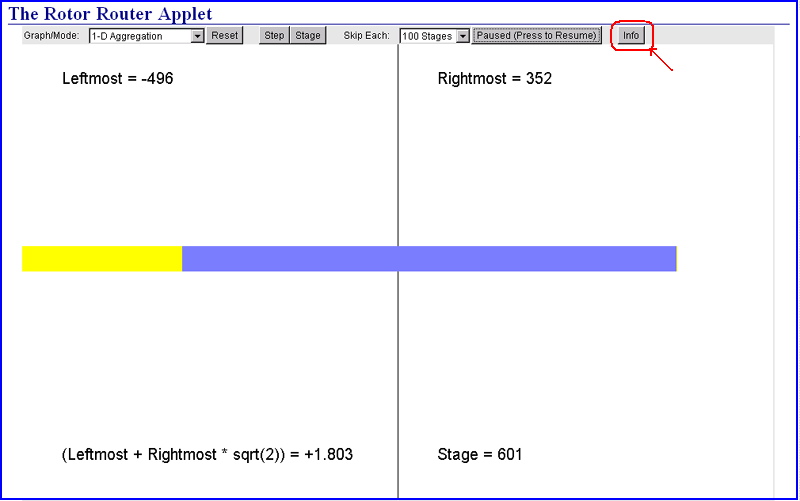 The Rotor Router Applet
Graph/Mode: 1-D Aggregation Reset Step Stage Skip Each: 100 Stages Paused (Press to Resume) Info
Leftmost = -496 Rightmost = 352
(Leftmost + Rightmost * sqrt(2)) = +1.803 Stage = 601